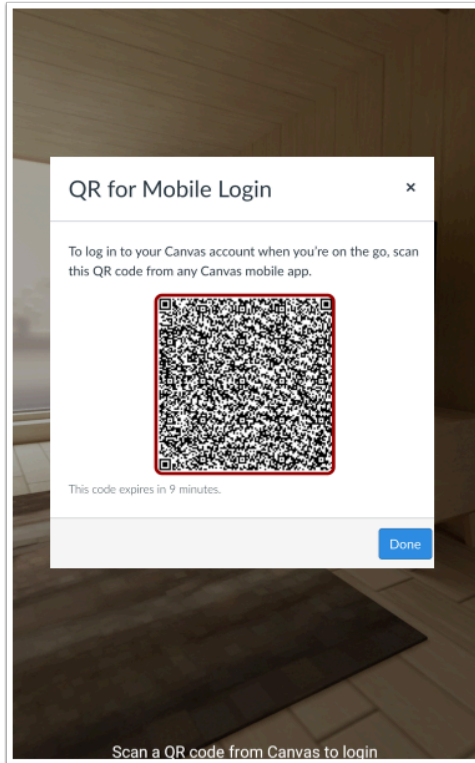 QR for Mobile Login
×
To log in to your Canvas account when you're on the go, scan
this QR code from any Canvas mobile app.
This code expires in 9 minutes.
Done
Scan a QR code from Canvas to login